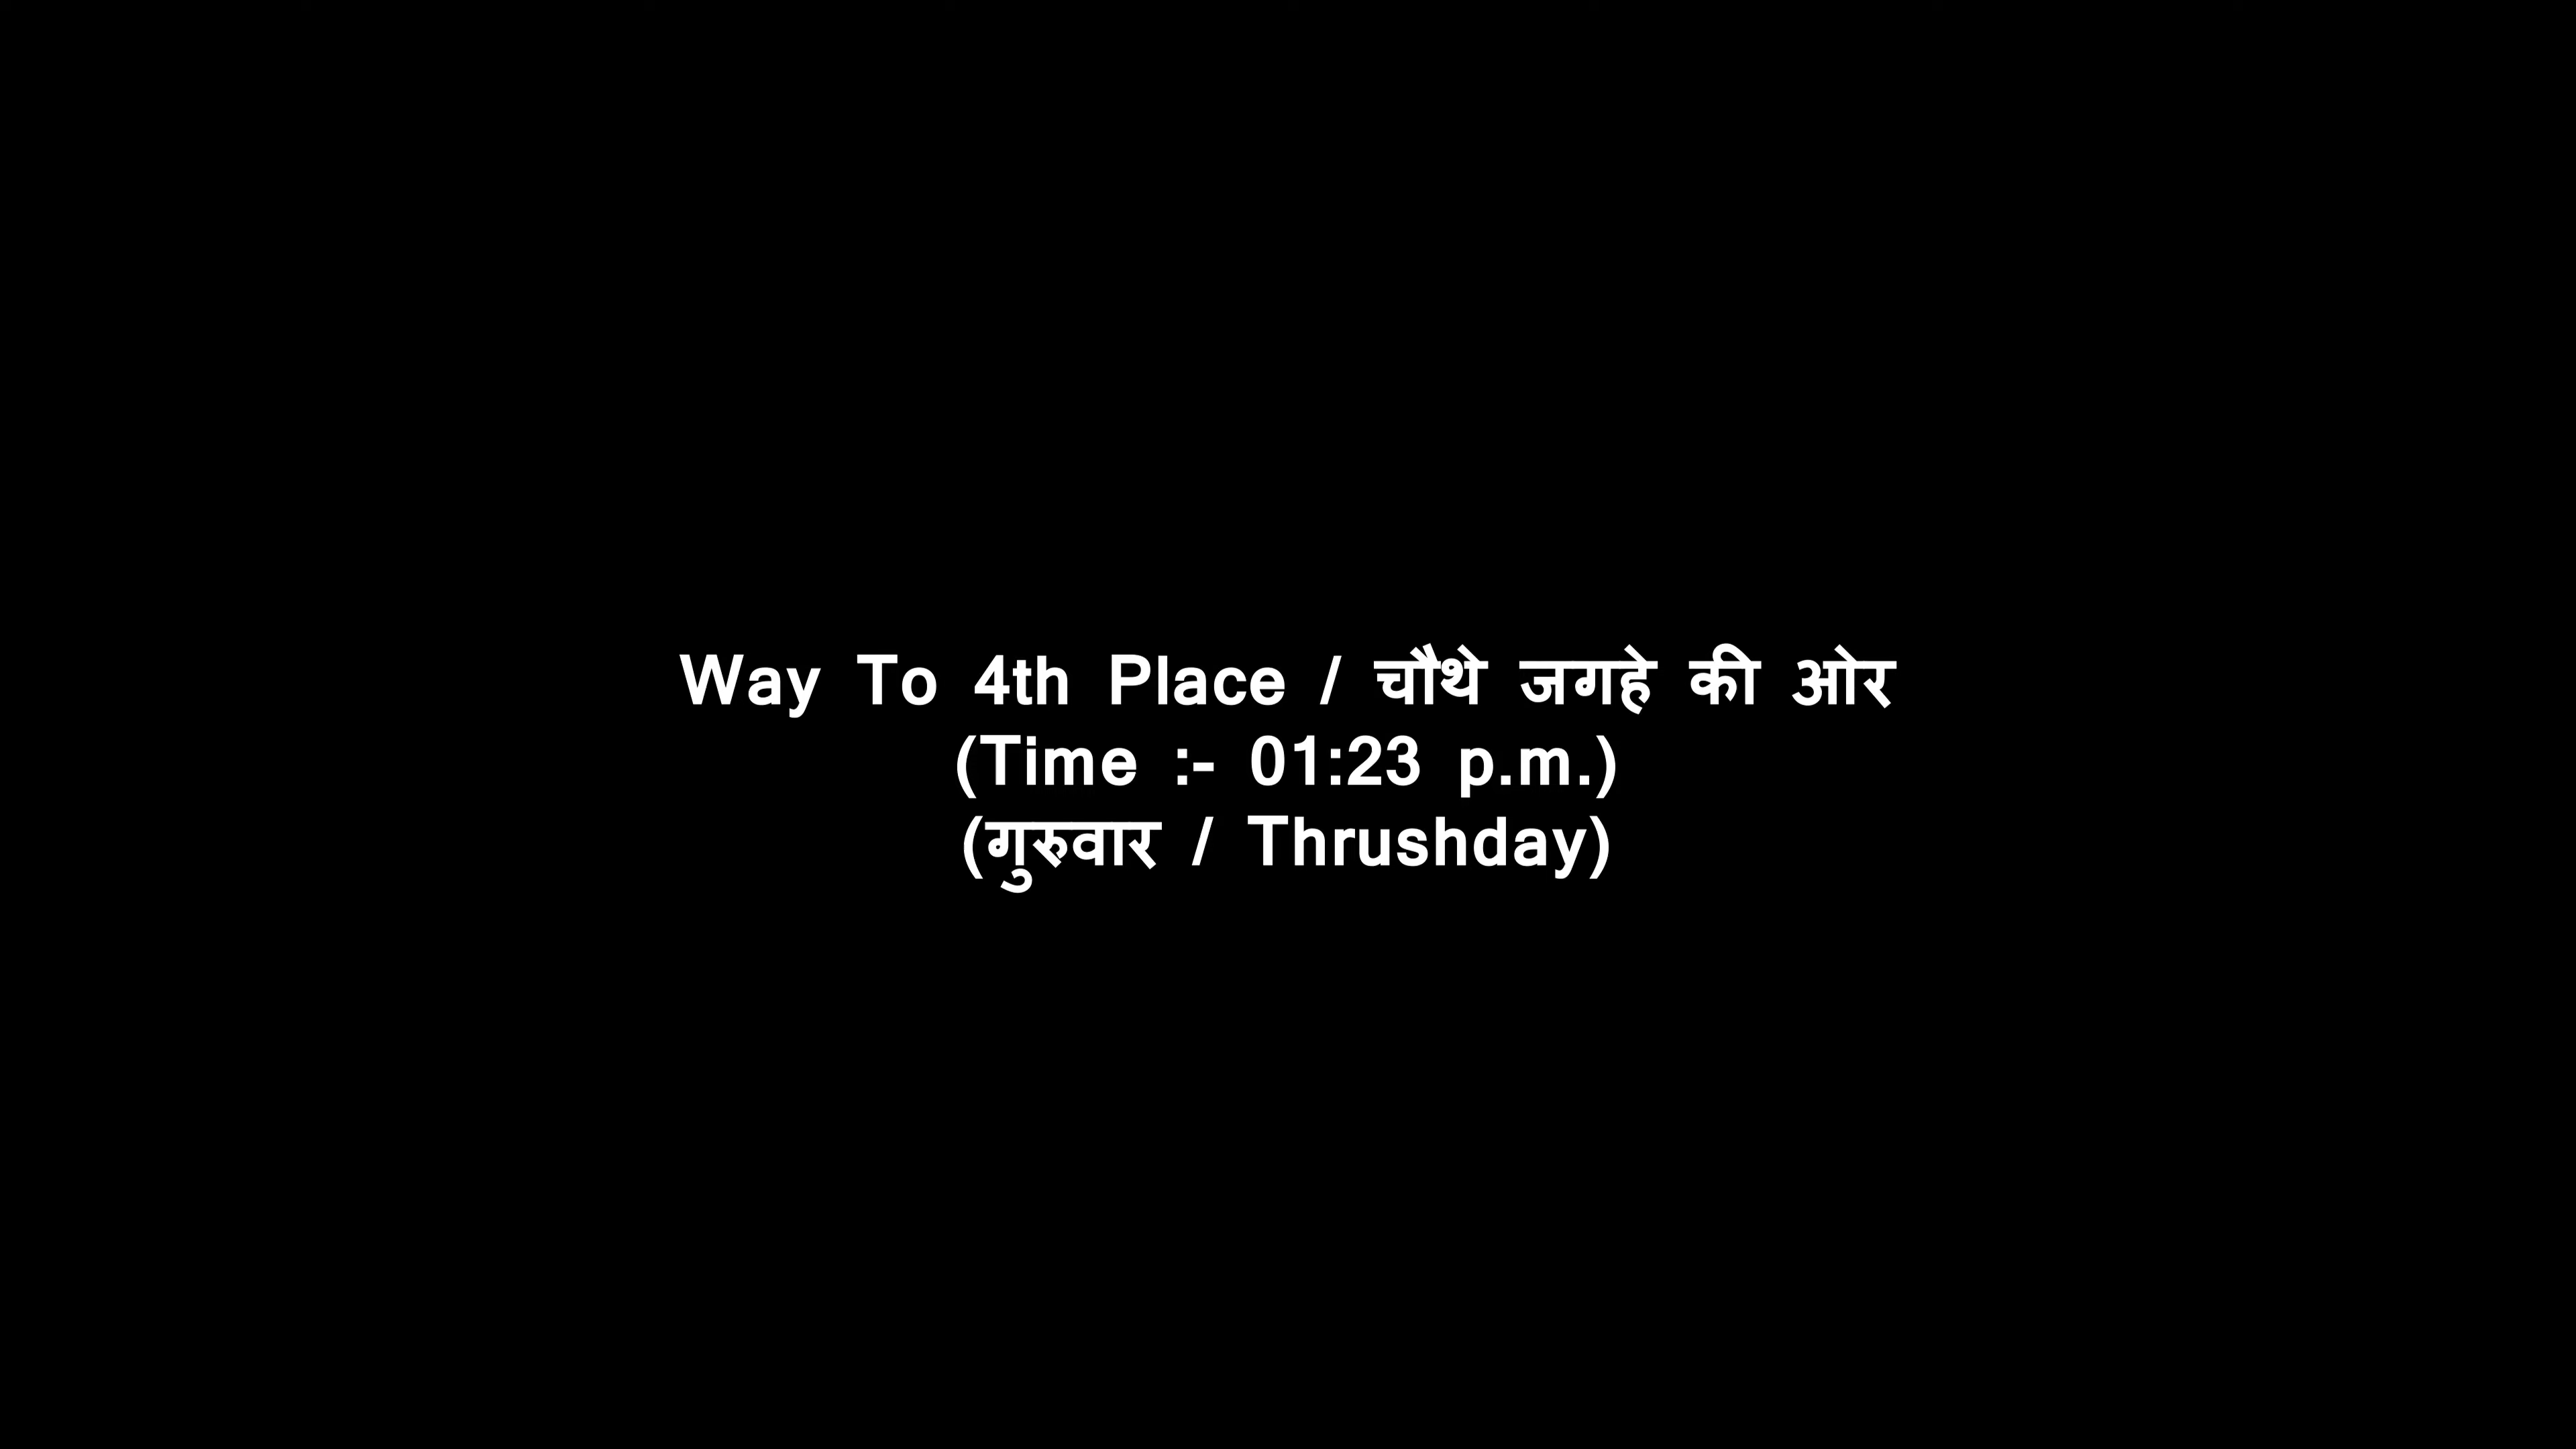 Way To 4th Place / चौथे जगहे की ओर
(Time :- 01:23 p.m.)
(गुरुवार / Thrushday)